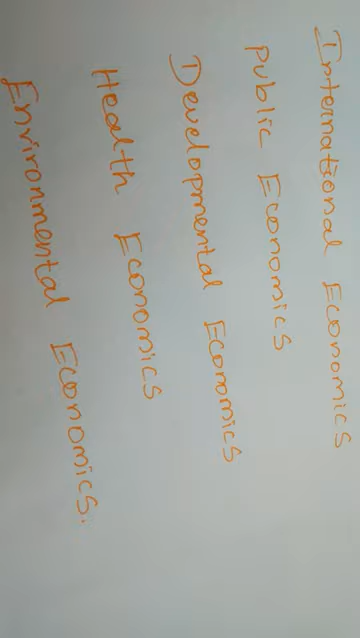 International Economics
Public Economics
Developmental Economics
Health Economics
Environmental Economics.